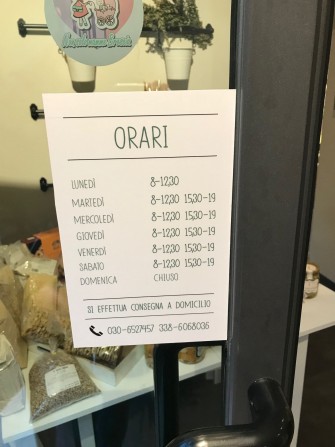 ORARI
LUNEDÌ 8-12,30
MARTEDÌ 8-12,30 15,30-19
MERCOLEDÌ 8-12,30 15,30-19
GIOVEDÌ 8-12,30 15,30-19
VENERDÌ 8-12,30 15,30-19
SABATO 8-12,30 15,30-19
DOMENICA CHIUSO
SI EFFETTUA CONSEGNA A DOMICILIO
030-6527457 338-6068036